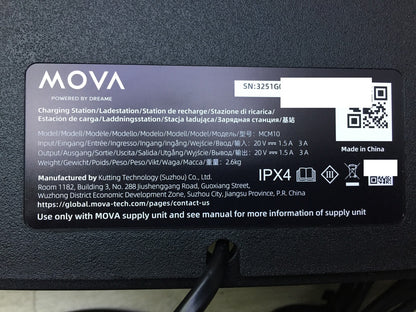 MOVA
POWERED BY DREAME
SN:3251G
Charging Station/Ladestation/Station de recharge/Stazione di ricarica/
Estación de carga/Laddningsstation/Stacja ładująca/Зарядная станция/基站
Model/Modell/Modèle/Modello/Modelo/Modell/Model/Модель/型号: MCM10
Input/Eingang/Entrée/Ingresso/Ingång/Wejście/Ввод/输入: 20 V⎓ 1.5 A 3 A
Output/Ausgang/Sortie/Uscita/Salida/Utgång/Wyjście/Вывод/输出: 20 V⎓ 1.5 A 3 A
Weight/Gewicht/Poids/Peso/Peso/Vikt/Waga/Масса/重量: 2.6kg
Manufactured by Kutting Technology (Suzhou) Co., Ltd.
Room 1182, Building 3, No. 288 Jiushenggang Road, Guoxiang Street,
Wuzhong District Economic Development Zone, Suzhou City, Jiangsu Province, P.R. China
https://global.mova-tech.com/pages/contact-us
IPX4
III
Made in China
Use only with MOVA supply unit and see manual for more information of supply unit